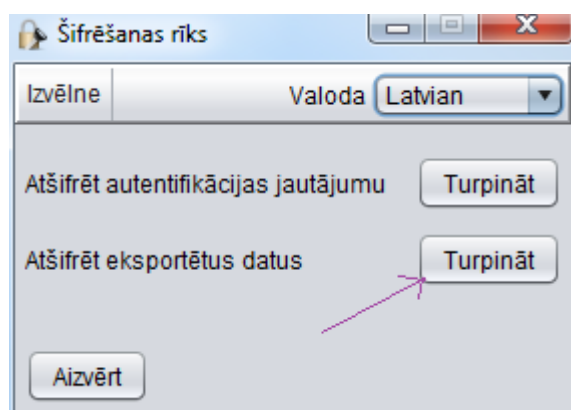 Šifrēšanas rīks
Izvēlne Valoda Latvian
Atšifrēt autentifikācijas jautājumu Turpināt
Atšifrēt eksportētus datus Turpināt
Aizvērt